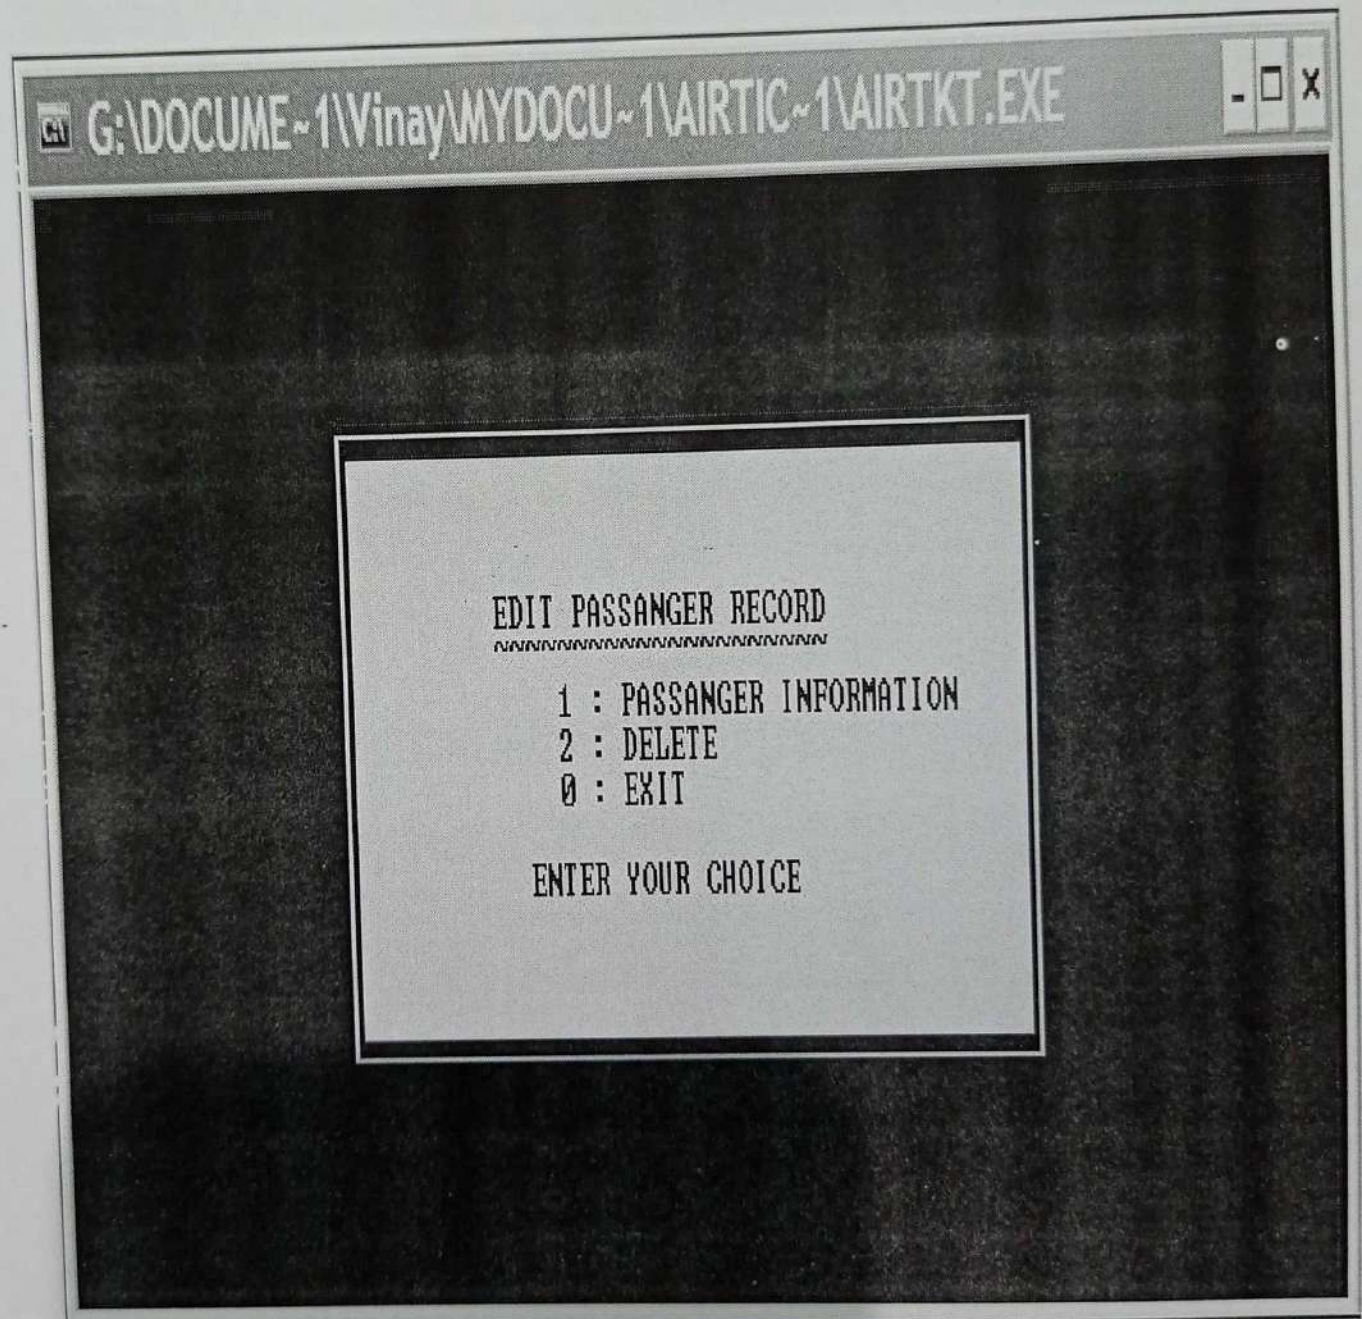 G:\DOCUME~1\Vinay\MYDOCU~1\AIRTIC~1\AIRTKT.EXE
EDIT PASSANGER RECORD
~~~~~~~~~~~~~~~~~~~~~
1 : PASSANGER INFORMATION
2 : DELETE
0 : EXIT
ENTER YOUR CHOICE